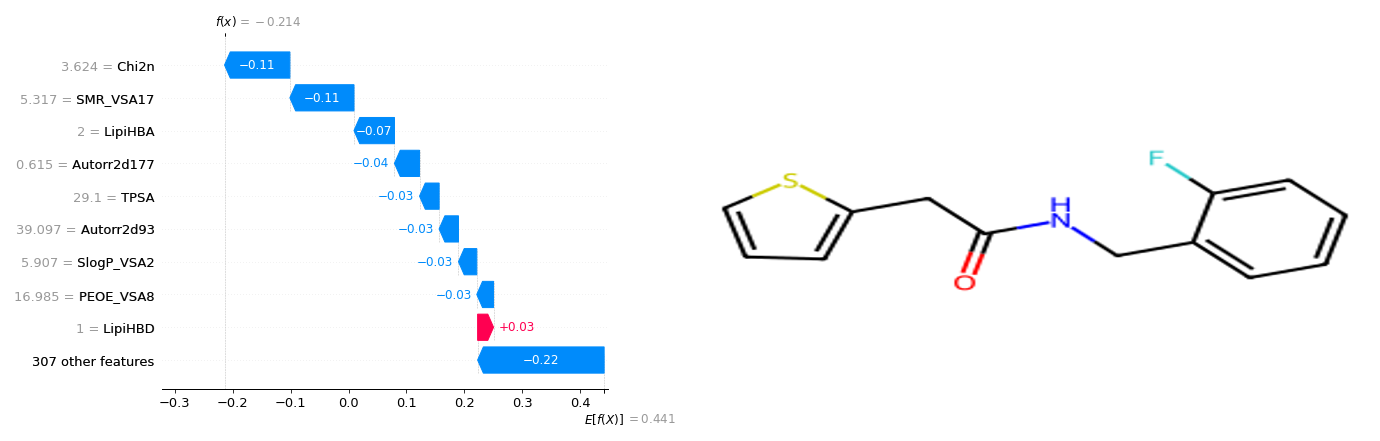 f(x) = −0.214
3.624 = Chi2n −0.11
5.317 = SMR_VSA17 −0.11
2 = LipiHBA −0.07
0.615 = Autorr2d177 −0.04
29.1 = TPSA −0.03
39.097 = Autorr2d93 −0.03
5.907 = SlogP_VSA2 −0.03
16.985 = PEOE_VSA8 −0.03
1 = LipiHBD +0.03
307 other features −0.22
−0.3 −0.2 −0.1 0.0 0.1 0.2 0.3 0.4
E[f(X)] = 0.441
F
S
H
N
O